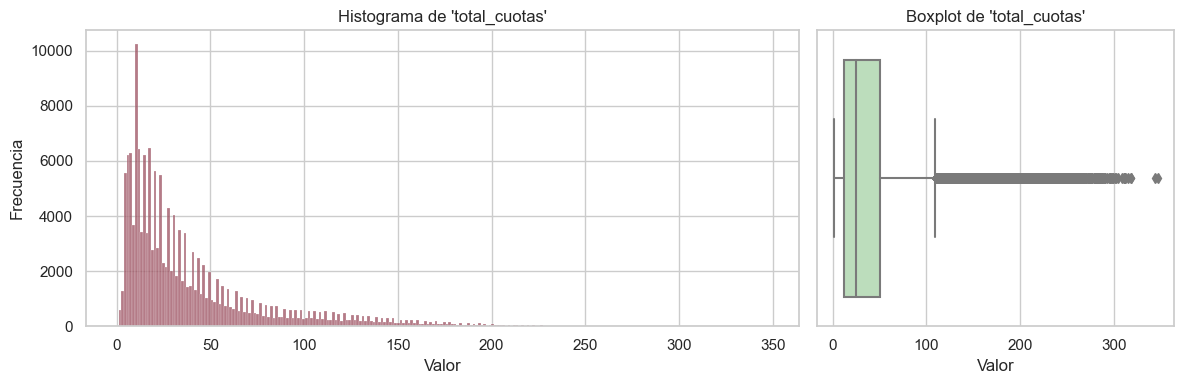 Histograma de 'total_cuotas'
Frecuencia
10000
8000
6000
4000
2000
0
0 50 100 150 200 250 300 350
Valor
Boxplot de 'total_cuotas'
0 100 200 300
Valor